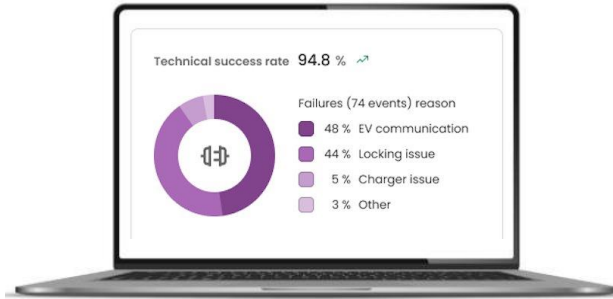 Technical success rate 94.8 %
Failures (74 events) reason
48 % EV communication
44 % Locking issue
5 % Charger issue
3 % Other